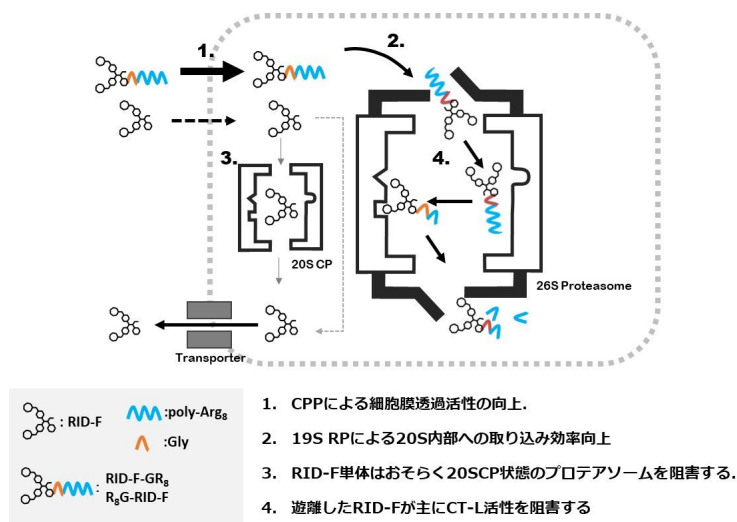 1.
2.
3.
4.
20S CP
26S Proteasome
Transporter
: RID-F
:poly-Arg8
:Gly
: RID-F-GR8
R8G-RID-F
1. CPPによる細胞膜透過活性の向上.
2. 19S RPによる20S内部への取り込み効率向上
3. RID-F単体はおそらく20SCP状態のプロテアソームを阻害する.
4. 遊離したRID-Fが主にCT-L活性を阻害する